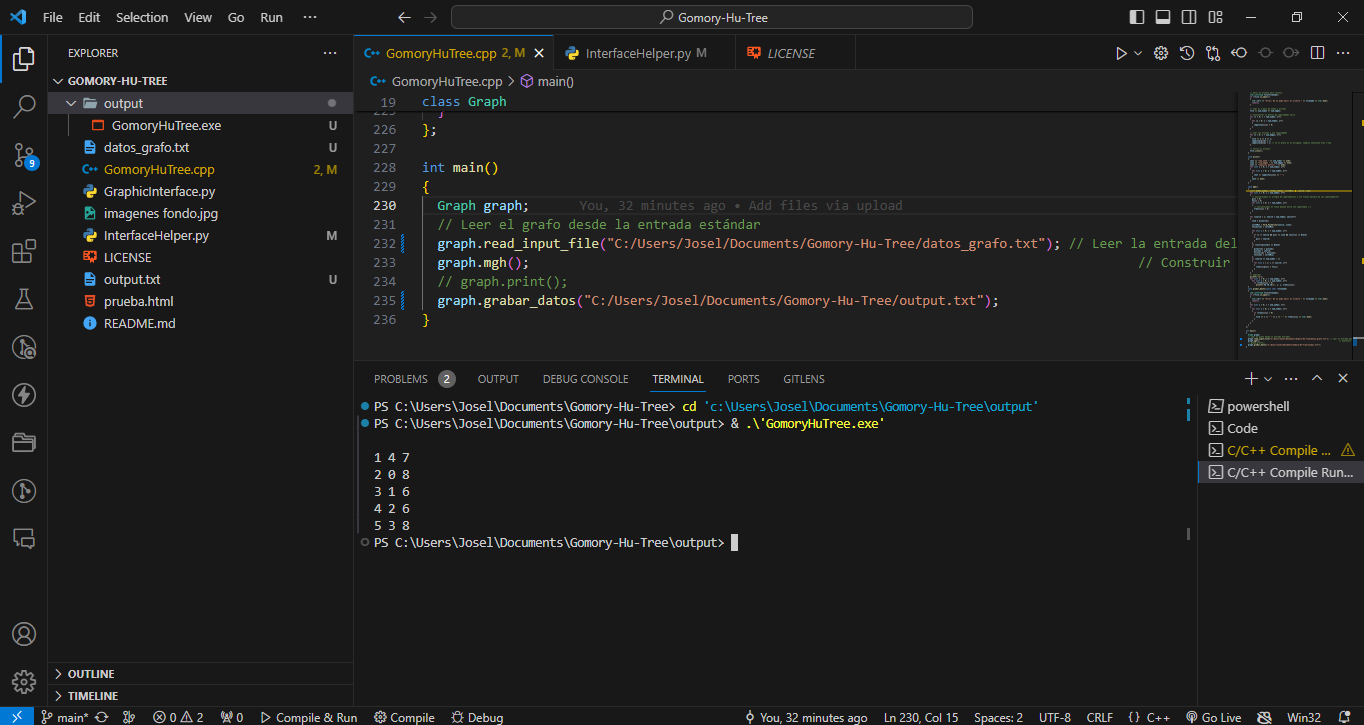 File Edit Selection View Go Run ··· Gomory-Hu-Tree
EXPLORER ···
GOMORY-HU-TREE
output
GomoryHuTree.exe U
datos_grafo.txt U
GomoryHuTree.cpp 2, M
GraphicInterface.py
imagenes fondo.jpg
InterfaceHelper.py M
LICENSE
output.txt U
prueba.html
README.md
OUTLINE
TIMELINE
9
GomoryHuTree.cpp 2, M InterfaceHelper.py M LICENSE
GomoryHuTree.cpp > main()
19 class Graph
225 }
226 };
227
228 int main()
229 {
230 Graph graph; You, 32 minutes ago • Add files via upload
231 // Leer el grafo desde la entrada estándar
232 graph.read_input_file("C:/Users/Josel/Documents/Gomory-Hu-Tree/datos_grafo.txt"); // Leer la entrada del
233 graph.mgh(); // Construir
234 // graph.print();
235 graph.grabar_datos("C:/Users/Josel/Documents/Gomory-Hu-Tree/output.txt");
236 }
PROBLEMS 2 OUTPUT DEBUG CONSOLE TERMINAL PORTS GITLENS
PS C:\Users\Josel\Documents\Gomory-Hu-Tree> cd 'c:\Users\Josel\Documents\Gomory-Hu-Tree\output'
PS C:\Users\Josel\Documents\Gomory-Hu-Tree\output> & .\'GomoryHuTree.exe'
1 4 7
2 0 8
3 1 6
4 2 6
5 3 8
PS C:\Users\Josel\Documents\Gomory-Hu-Tree\output>
powershell
Code
C/C++ Compile ...
C/C++ Compile Run...
main* 0 2 0 Compile & Run Compile Debug You, 32 minutes ago Ln 230, Col 15 Spaces: 2 UTF-8 CRLF {} C++ Go Live Win32